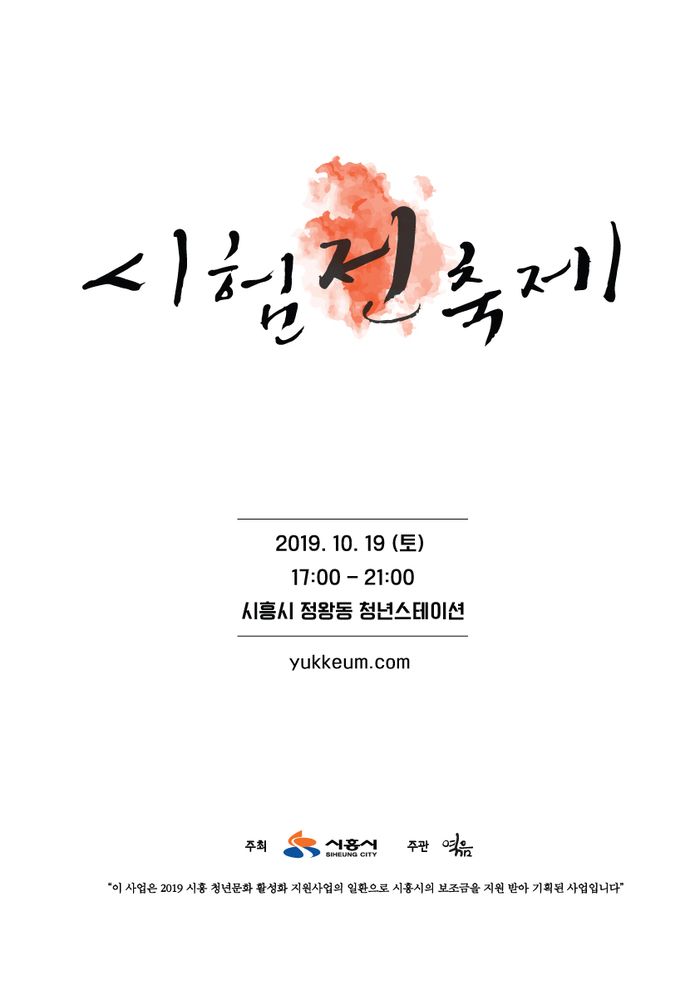 시험전축제
2019. 10. 19 (토)
17:00 – 21:00
시흥시 정왕동 청년스테이션
yukkeum.com
주최 시흥시 SIHEUNG CITY 주관 엮음
“이 사업은 2019 시흥 청년문화 활성화 지원사업의 일환으로 시흥시의 보조금을 지원 받아 기획된 사업입니다”